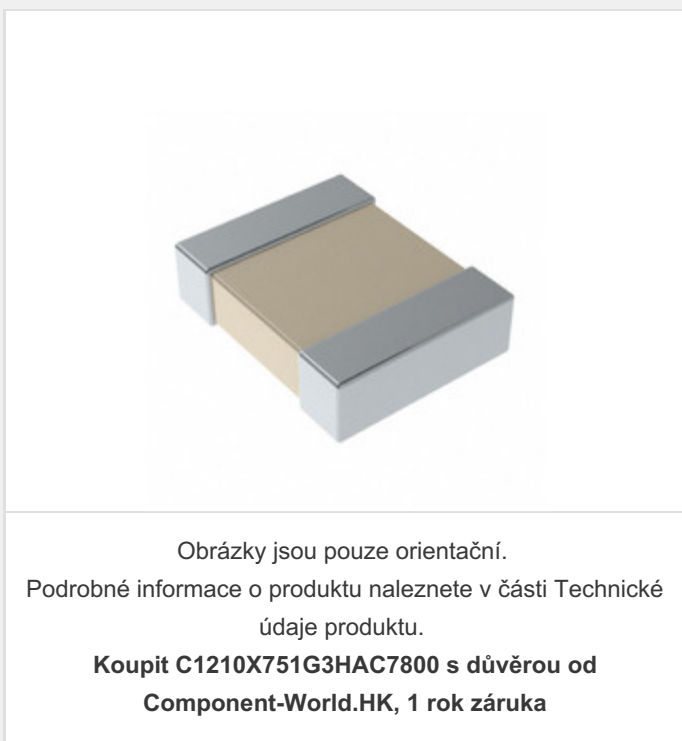 Obrázky jsou pouze orientační.
Podrobné informace o produktu naleznete v části Technické
údaje produktu.
Koupit C1210X751G3HAC7800 s důvěrou od
Component-World.HK, 1 rok záruka